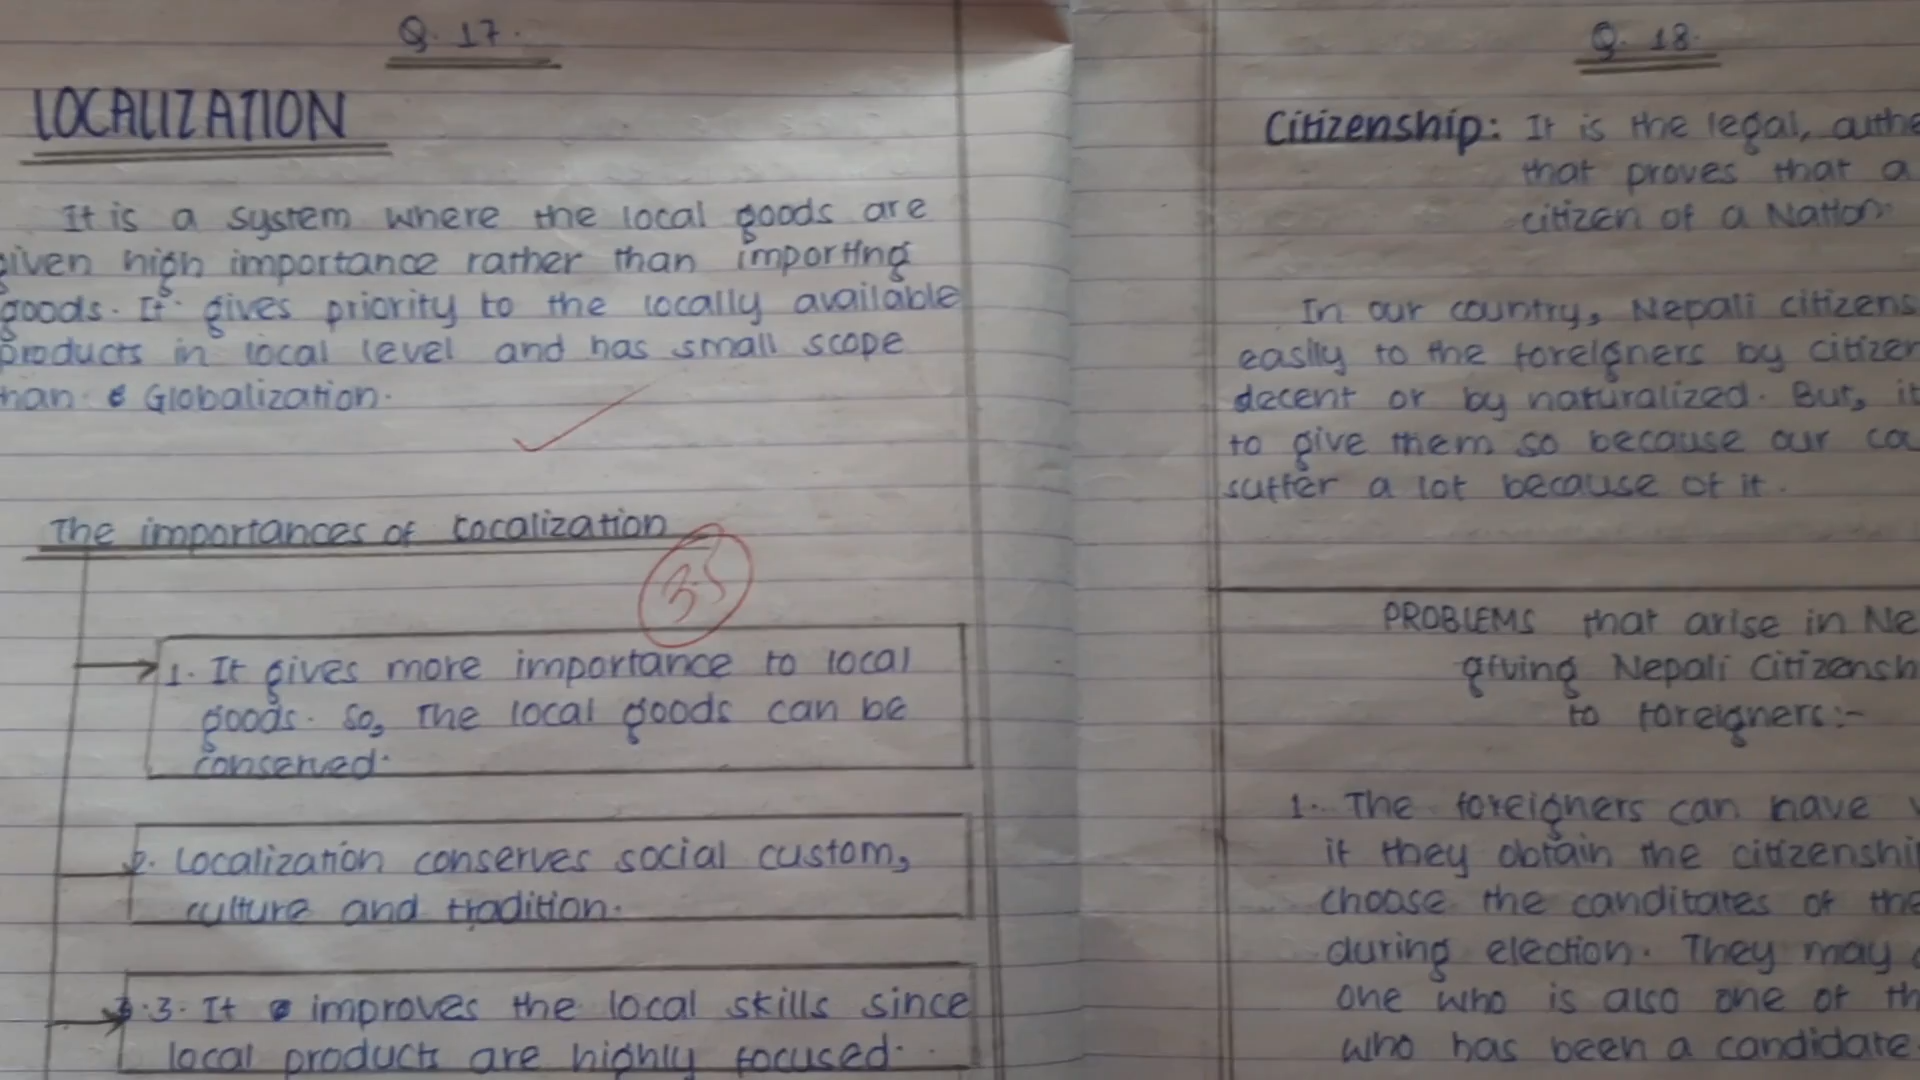 Q. 17.
LOCALIZATION
It is a system where the local goods are
given high importance rather than importing
goods. It gives priority to the locally available
products in local level and has small scope
han Globalization.
The importances of Localization
3.5
1. It gives more importance to local
goods. So, the local goods can be
conserved.
2. Localization conserves social custom,
culture and tradition.
3. It improves the local skills since
local products are highly focused.
Q. 18.
Citizenship: It is the legal, authe
that proves that a
citizen of a Nation.
In our country, Nepali citizens
easily to the foreigners by citizen
decent or by naturalized. But, it
to give them so because our co
suffer a lot because of it.
PROBLEMS that arise in Ne
giving Nepali Citizensh
to foreigners:-
1. The foreigners can have
if they obtain the citizenshi
choose the canditates of the
during election. They may
one who is also one of th
who has been a candidate